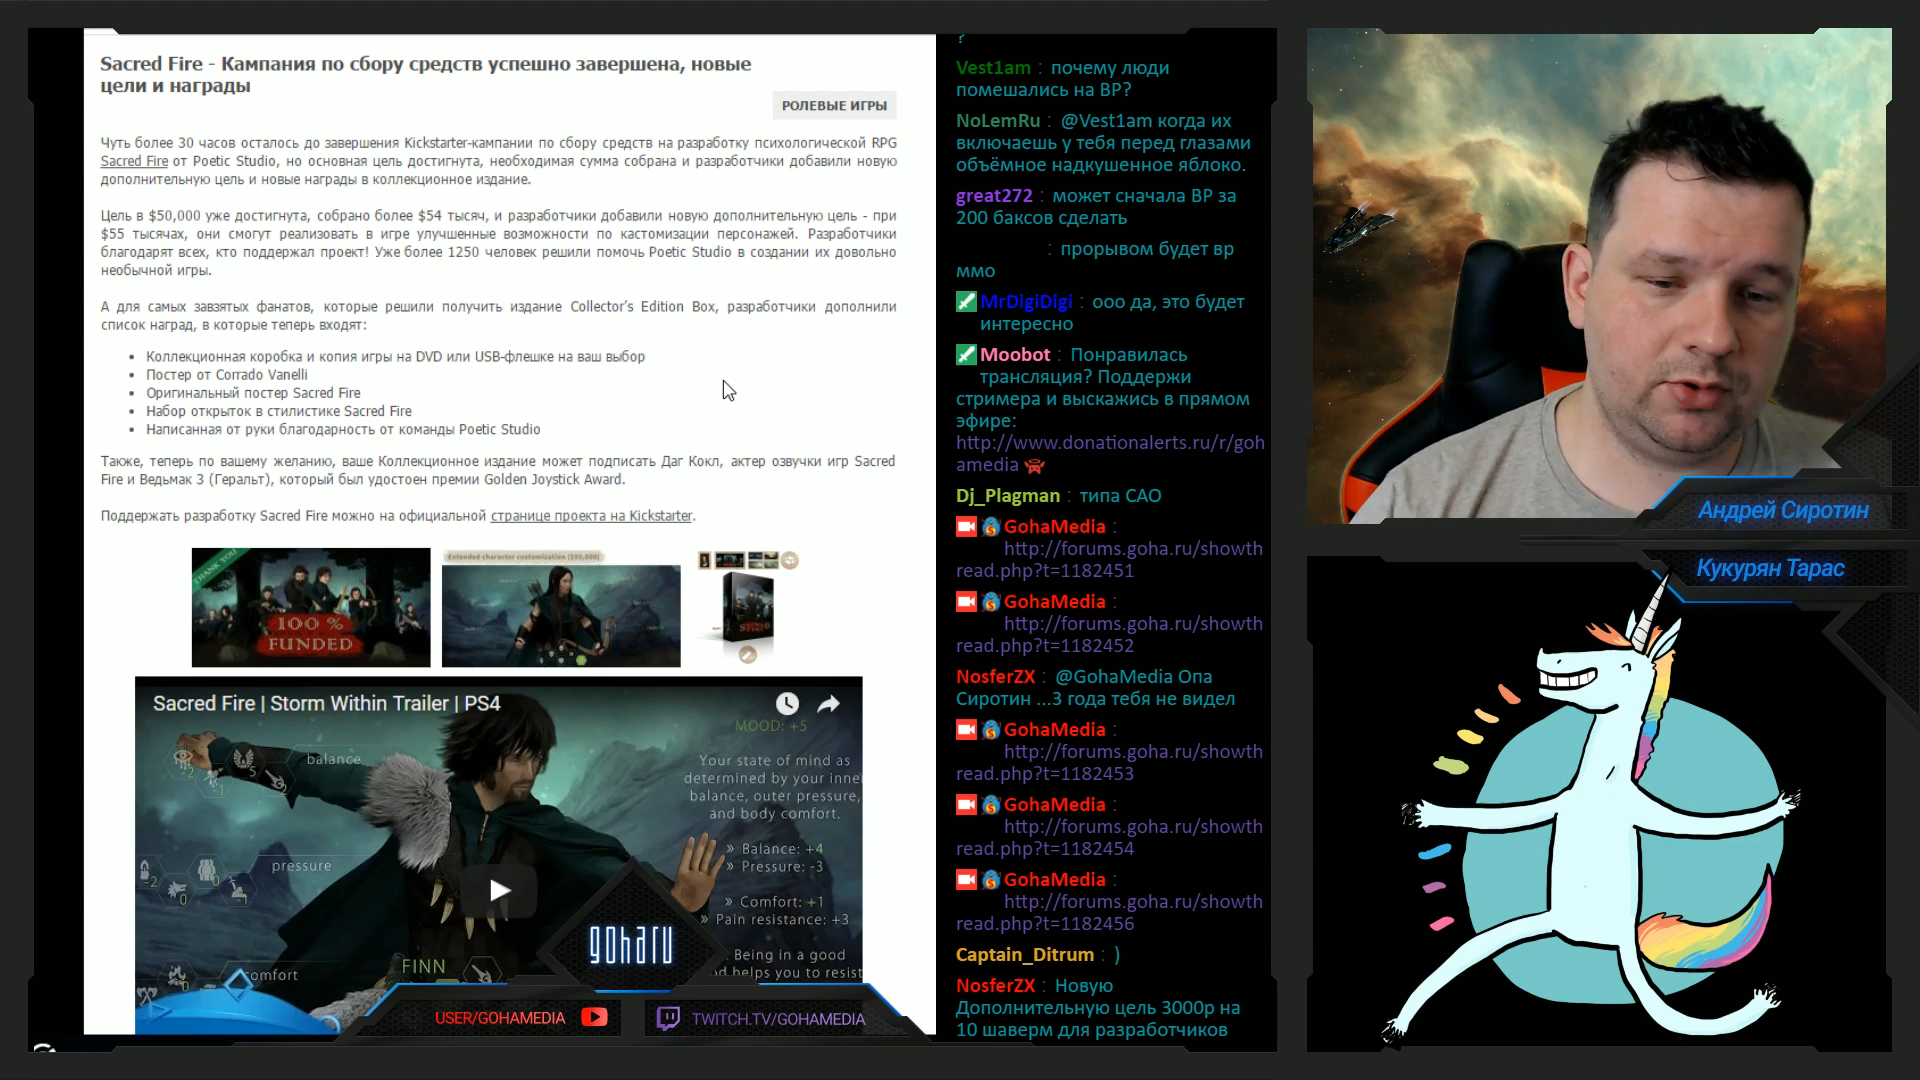 Sacred Fire - Кампания по сбору средств успешно завершена, новые
цели и награды
РОЛЕВЫЕ ИГРЫ
Чуть более 30 часов осталось до завершения Kickstarter-кампании по сбору средств на разработку психологической RPG
Sacred Fire от Poetic Studio, но основная цель достигнута, необходимая сумма собрана и разработчики добавили новую
дополнительную цель и новые награды в коллекционное издание.
Цель в $50,000 уже достигнута, собрано более $54 тысяч, и разработчики добавили новую дополнительную цель - при
$55 тысячах, они смогут реализовать в игре улучшенные возможности по кастомизации персонажей. Разработчики
благодарят всех, кто поддержал проект! Уже более 1250 человек решили помочь Poetic Studio в создании их довольно
необычной игры.
А для самых завзятых фанатов, которые решили получить издание Collector's Edition Box, разработчики дополнили
список наград, в которые теперь входят:
• Коллекционная коробка и копия игры на DVD или USB-флешке на ваш выбор
• Постер от Corrado Vanelli
• Оригинальный постер Sacred Fire
• Набор открыток в стилистике Sacred Fire
• Написанная от руки благодарность от команды Poetic Studio
Также, теперь по вашему желанию, ваше Коллекционное издание может подписать Даг Кокл, актер озвучки игр Sacred
Fire и Ведьмак 3 (Геральт), который был удостоен премии Golden Joystick Award.
Поддержать разработку Sacred Fire можно на официальной странице проекта на Kickstarter.
THANK YOU
100 %
FUNDED
Extended character customization ($55,000)
Sacred Fire | Storm Within Trailer | PS4
MOOD: +5
Your state of mind as
determined by your inne
balance, outer pressure,
and body comfort.
» Balance: +4
» Pressure: -3
» Comfort: +1
» Pain resistance: +3
Being in a good
d helps you to resist
balance
pressure
comfort
FINN
goharu
USER/GOHAMEDIA
TWITCH.TV/GOHAMEDIA
?
Vest1am : почему люди
помешались на ВР?
NoLemRu : @Vest1am когда их
включаешь у тебя перед глазами
объёмное надкушенное яблоко.
great272 : может сначала ВР за
200 баксов сделать
: прорывом будет вр
ммо
MrDigiDigi : ооо да, это будет
интересно
Moobot : Понравилась
трансляция? Поддержи
стримера и выскажись в прямом
эфире:
http://www.donationalerts.ru/r/goh
amedia
Dj_Plagman : типа САО
GohaMedia :
http://forums.goha.ru/showth
read.php?t=1182451
GohaMedia :
http://forums.goha.ru/showth
read.php?t=1182452
NosferZX : @GohaMedia Опа
Сиротин ...3 года тебя не видел
GohaMedia :
http://forums.goha.ru/showth
read.php?t=1182453
GohaMedia :
http://forums.goha.ru/showth
read.php?t=1182454
GohaMedia :
http://forums.goha.ru/showth
read.php?t=1182456
Captain_Ditrum : )
NosferZX : Новую
Дополнительную цель 3000р на
10 шаверм для разработчиков
Андрей Сиротин
Кукурян Тарас